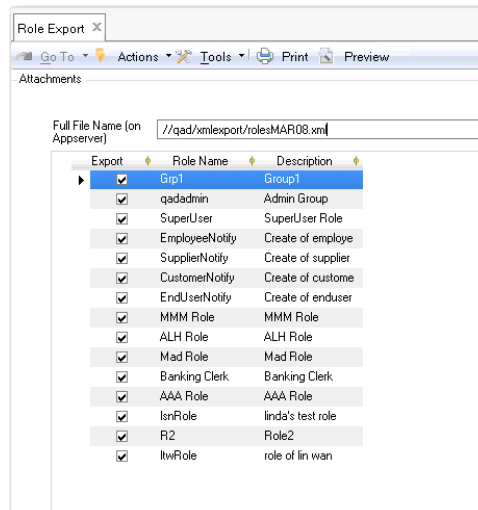 Role Export X
Go To Actions Tools Print Preview
Attachments
Full File Name (on Appserver) //qad/xmlexport/rolesMAR08.xml
Export Role Name Description
Grp1 Group1
qadadmin Admin Group
SuperUser SuperUser Role
EmployeeNotify Create of employe
SupplierNotify Create of supplier
CustomerNotify Create of custome
EndUserNotify Create of enduser
MMM Role MMM Role
ALH Role ALH Role
Mad Role Mad Role
Banking Clerk Banking Clerk
AAA Role AAA Role
lsnRole linda's test role
R2 Role2
ltwRole role of lin wan